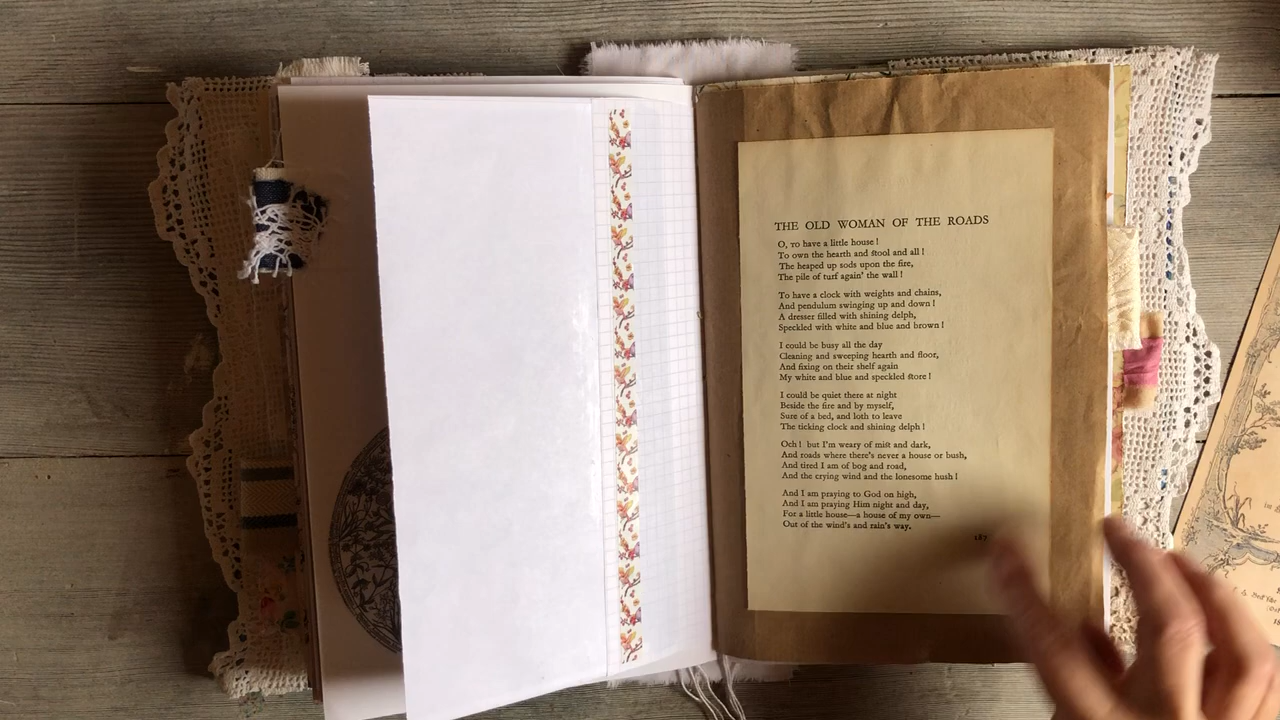 THE OLD WOMAN OF THE ROADS
O, TO have a little house !
To own the hearth and stool and all !
The heaped up sods upon the fire,
The pile of turf again' the wall !
To have a clock with weights and chains,
And pendulum swinging up and down !
A dresser filled with shining delph,
Speckled with white and blue and brown !
I could be busy all the day
Cleaning and sweeping hearth and floor,
And fixing on their shelf again
My white and blue and speckled store !
I could be quiet there at night
Beside the fire and by myself,
Sure of a bed, and loth to leave
The ticking clock and shining delph !
Och ! but I'm weary of mist and dark,
And roads where there's never a house or bush,
And tired I am of bog and road,
And the crying wind and the lonesome hush !
And I am praying to God on high,
And I am praying Him night and day,
For a little house—a house of my own—
Out of the wind's and rain's way.
187